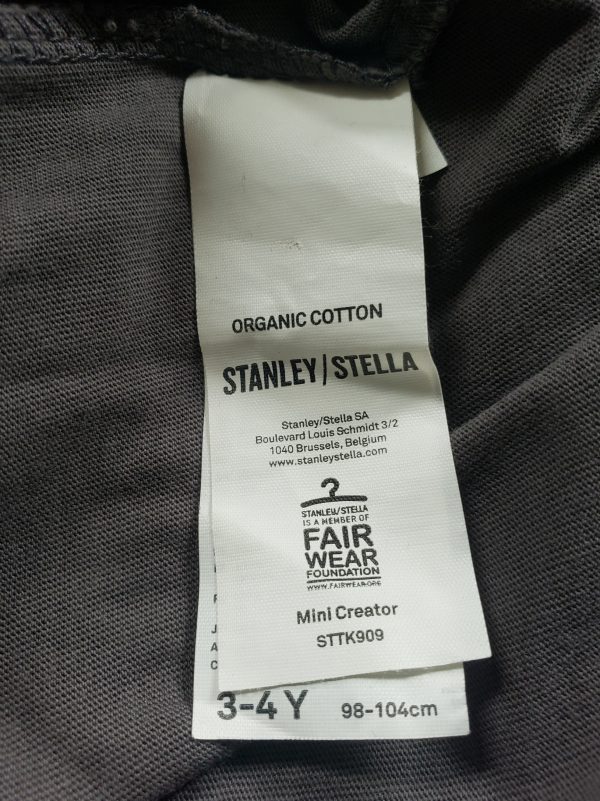 ORGANIC COTTON
STANLEY/STELLA
Stanley/Stella SA
Boulevard Louis Schmidt 3/2
1040 Brussels, Belgium
www.stanleystella.com
STANLEY/STELLA
IS A MEMBER OF
FAIR
WEAR
FOUNDATION
WWW.FAIRWEAR.ORG
Mini Creator
STTK909
J
A
C
3-4 Y 98-104cm